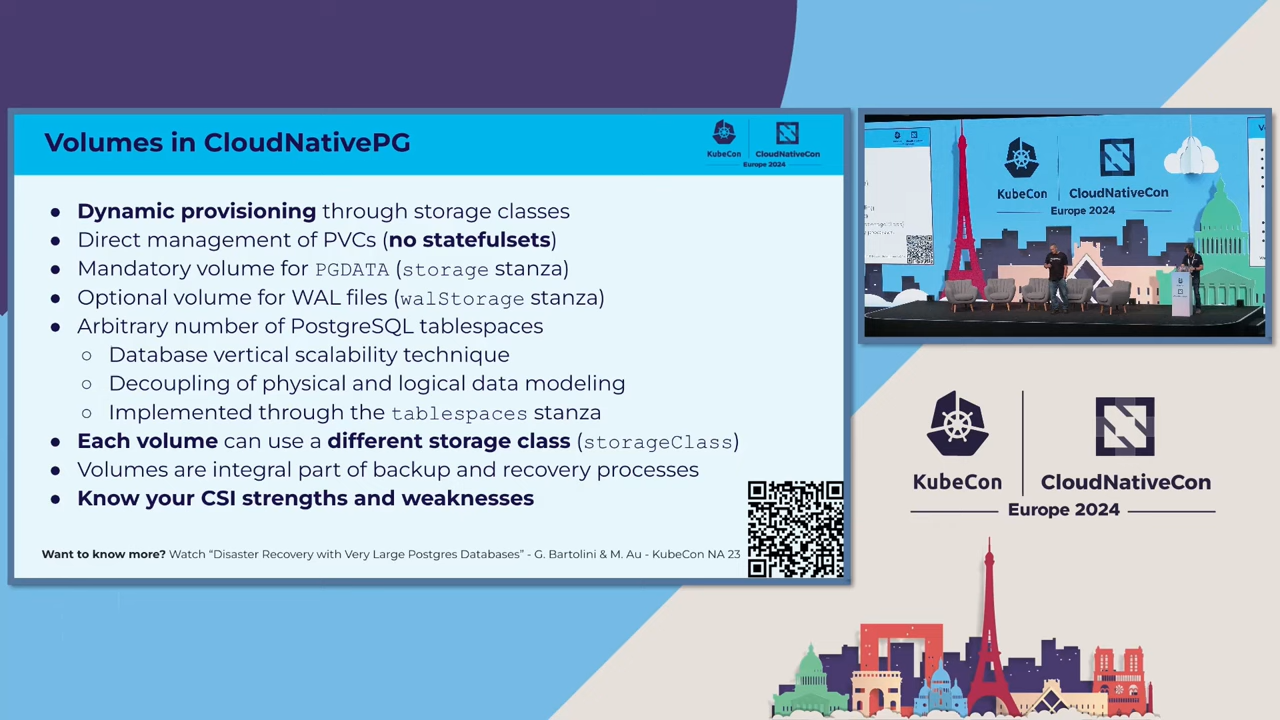 Volumes in CloudNativePG
KubeCon
CloudNativeCon
Europe 2024
● Dynamic provisioning through storage classes
● Direct management of PVCs (no statefulsets)
● Mandatory volume for PGDATA (storage stanza)
● Optional volume for WAL files (walStorage stanza)
● Arbitrary number of PostgreSQL tablespaces
○ Database vertical scalability technique
○ Decoupling of physical and logical data modeling
○ Implemented through the tablespaces stanza
● Each volume can use a different storage class (storageClass)
● Volumes are integral part of backup and recovery processes
● Know your CSI strengths and weaknesses
Want to know more? Watch “Disaster Recovery with Very Large Postgres Databases” - G. Bartolini & M. Au - KubeCon NA 23
KubeCon
CloudNativeCon
Europe 2024
KubeCon
CloudNativeCon
Europe 2024